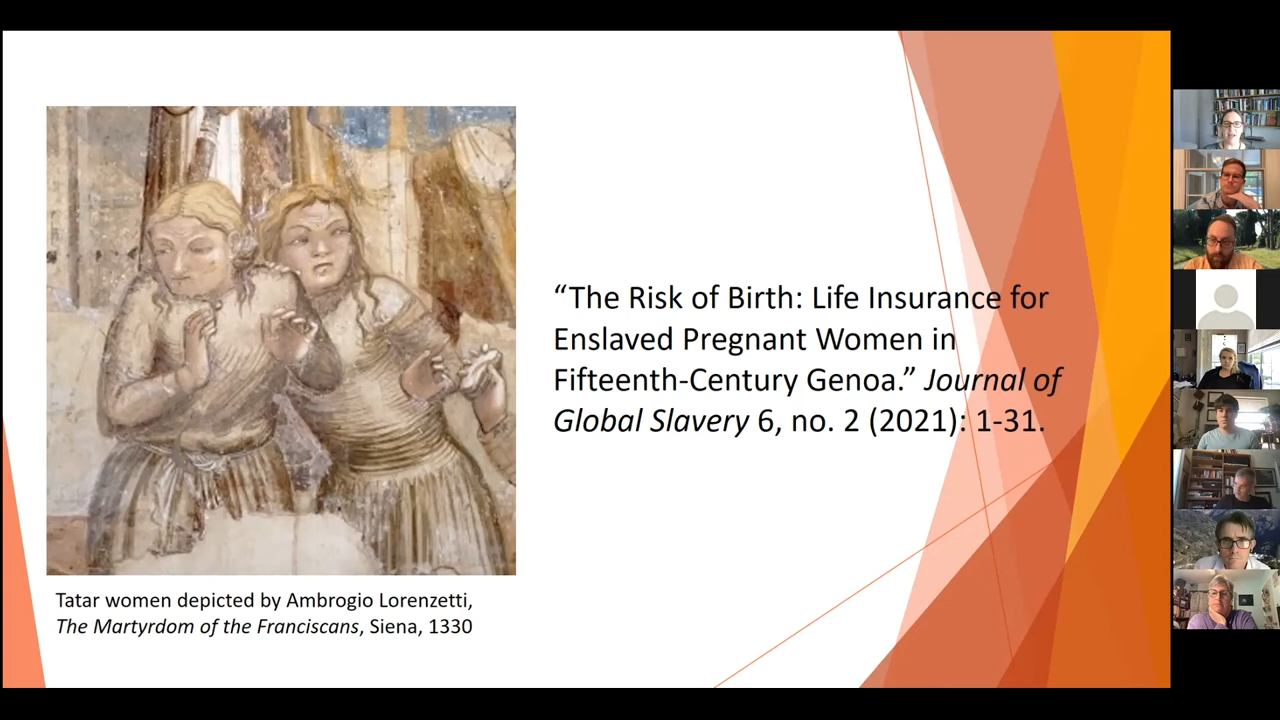 “The Risk of Birth: Life Insurance for
Enslaved Pregnant Women in
Fifteenth-Century Genoa.” Journal of
Global Slavery 6, no. 2 (2021): 1-31.
Tatar women depicted by Ambrogio Lorenzetti,
The Martyrdom of the Franciscans, Siena, 1330